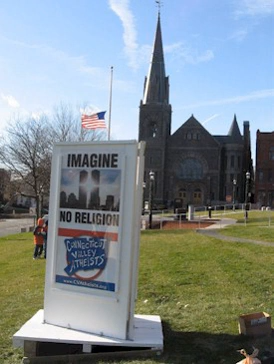 IMAGINE
NO RELIGION
CONNECTICUT
VALLEY
ATHEISTS